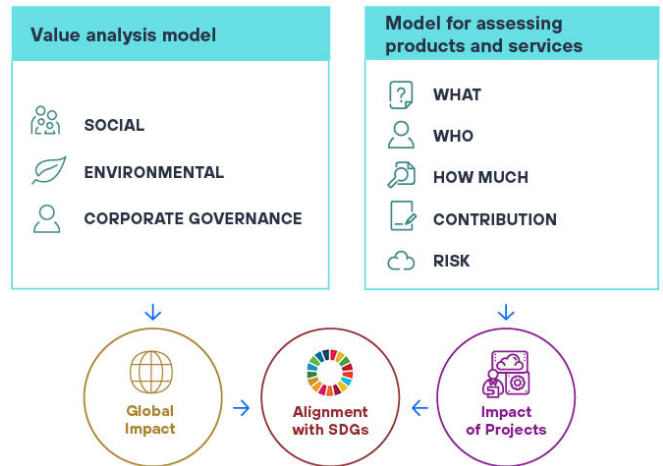 Value analysis model
SOCIAL
ENVIRONMENTAL
CORPORATE GOVERNANCE
Model for assessing
products and services
WHAT
WHO
HOW MUCH
CONTRIBUTION
RISK
Global
Impact
Alignment
with SDGs
Impact
of Projects